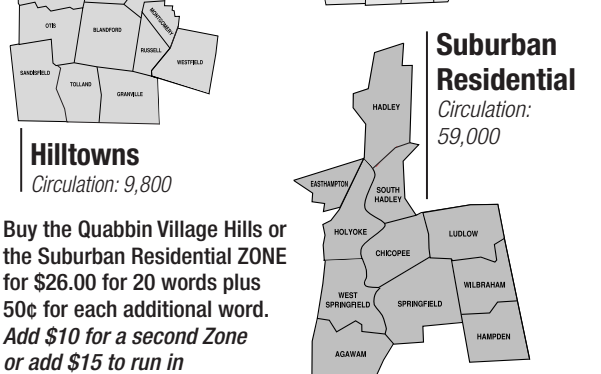 OTIS
BLANDFORD
MONTGOMERY
RUSSELL
WESTFIELD
SANDISFIELD
TOLLAND
GRANVILLE
Hilltowns
Circulation: 9,800
Buy the Quabbin Village Hills or
the Suburban Residential ZONE
for $26.00 for 20 words plus
50¢ for each additional word.
Add $10 for a second Zone
or add $15 to run in
Suburban
Residential
Circulation:
59,000
HADLEY
EASTHAMPTON
SOUTH
HADLEY
HOLYOKE
LUDLOW
CHICOPEE
WEST
SPRINGFIELD
SPRINGFIELD
WILBRAHAM
HAMPDEN
AGAWAM